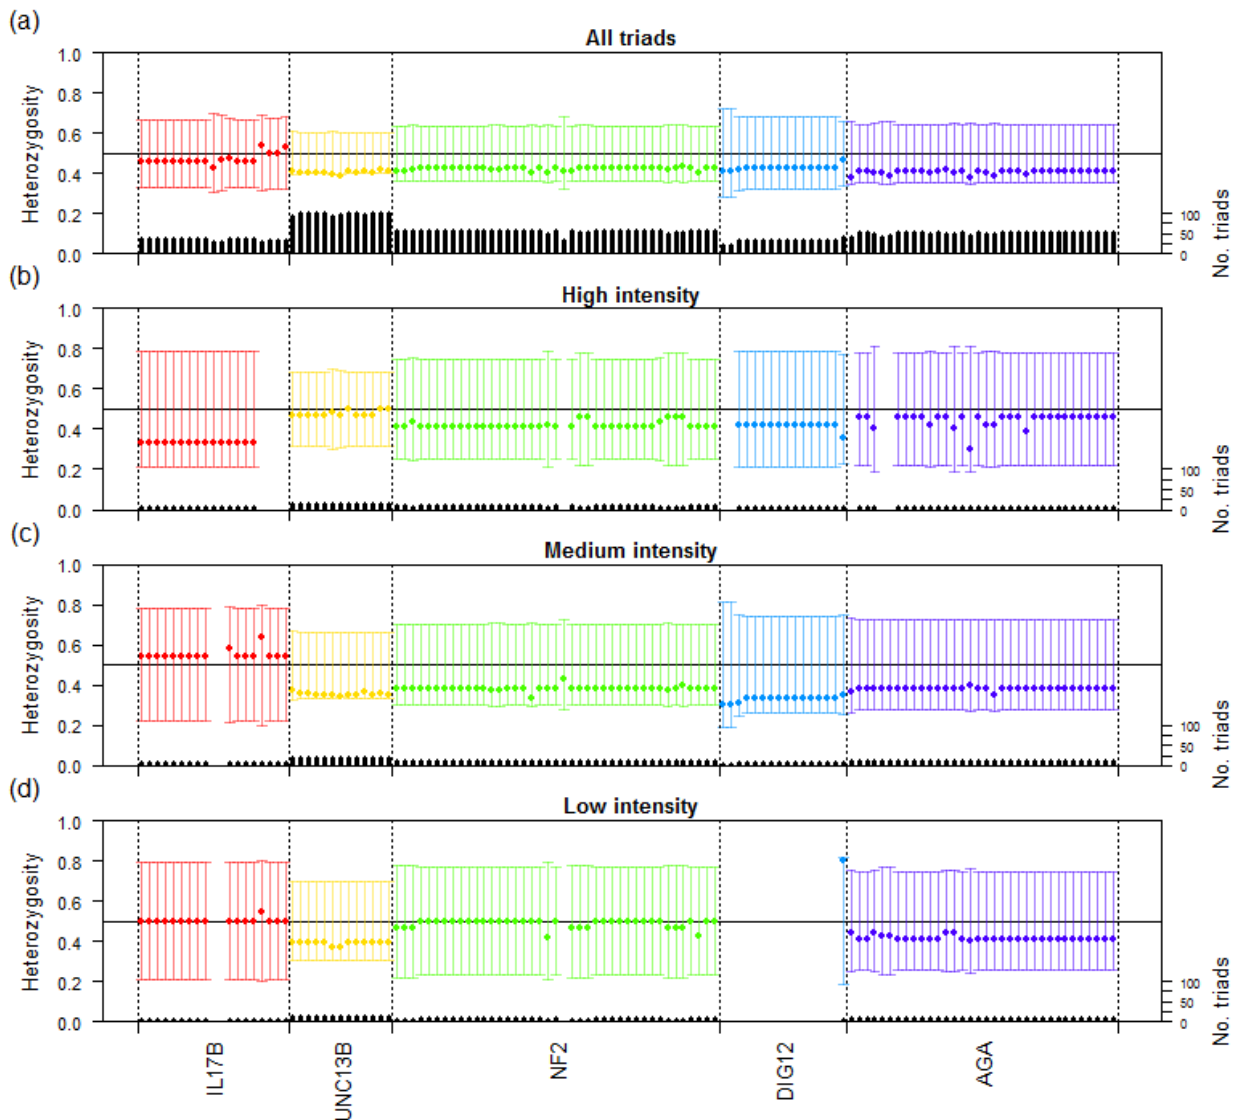 (a)
All triads
1.0
0.8
0.6
0.4
0.2
0.0
Heterozygosity
100
50
0
No. triads
(b)
High intensity
1.0
0.8
0.6
0.4
0.2
0.0
Heterozygosity
100
50
0
No. triads
(c)
Medium intensity
1.0
0.8
0.6
0.4
0.2
0.0
Heterozygosity
100
50
0
No. triads
(d)
Low intensity
1.0
0.8
0.6
0.4
0.2
0.0
Heterozygosity
100
50
0
No. triads
IL17B
UNC13B
NF2
DIG12
AGA